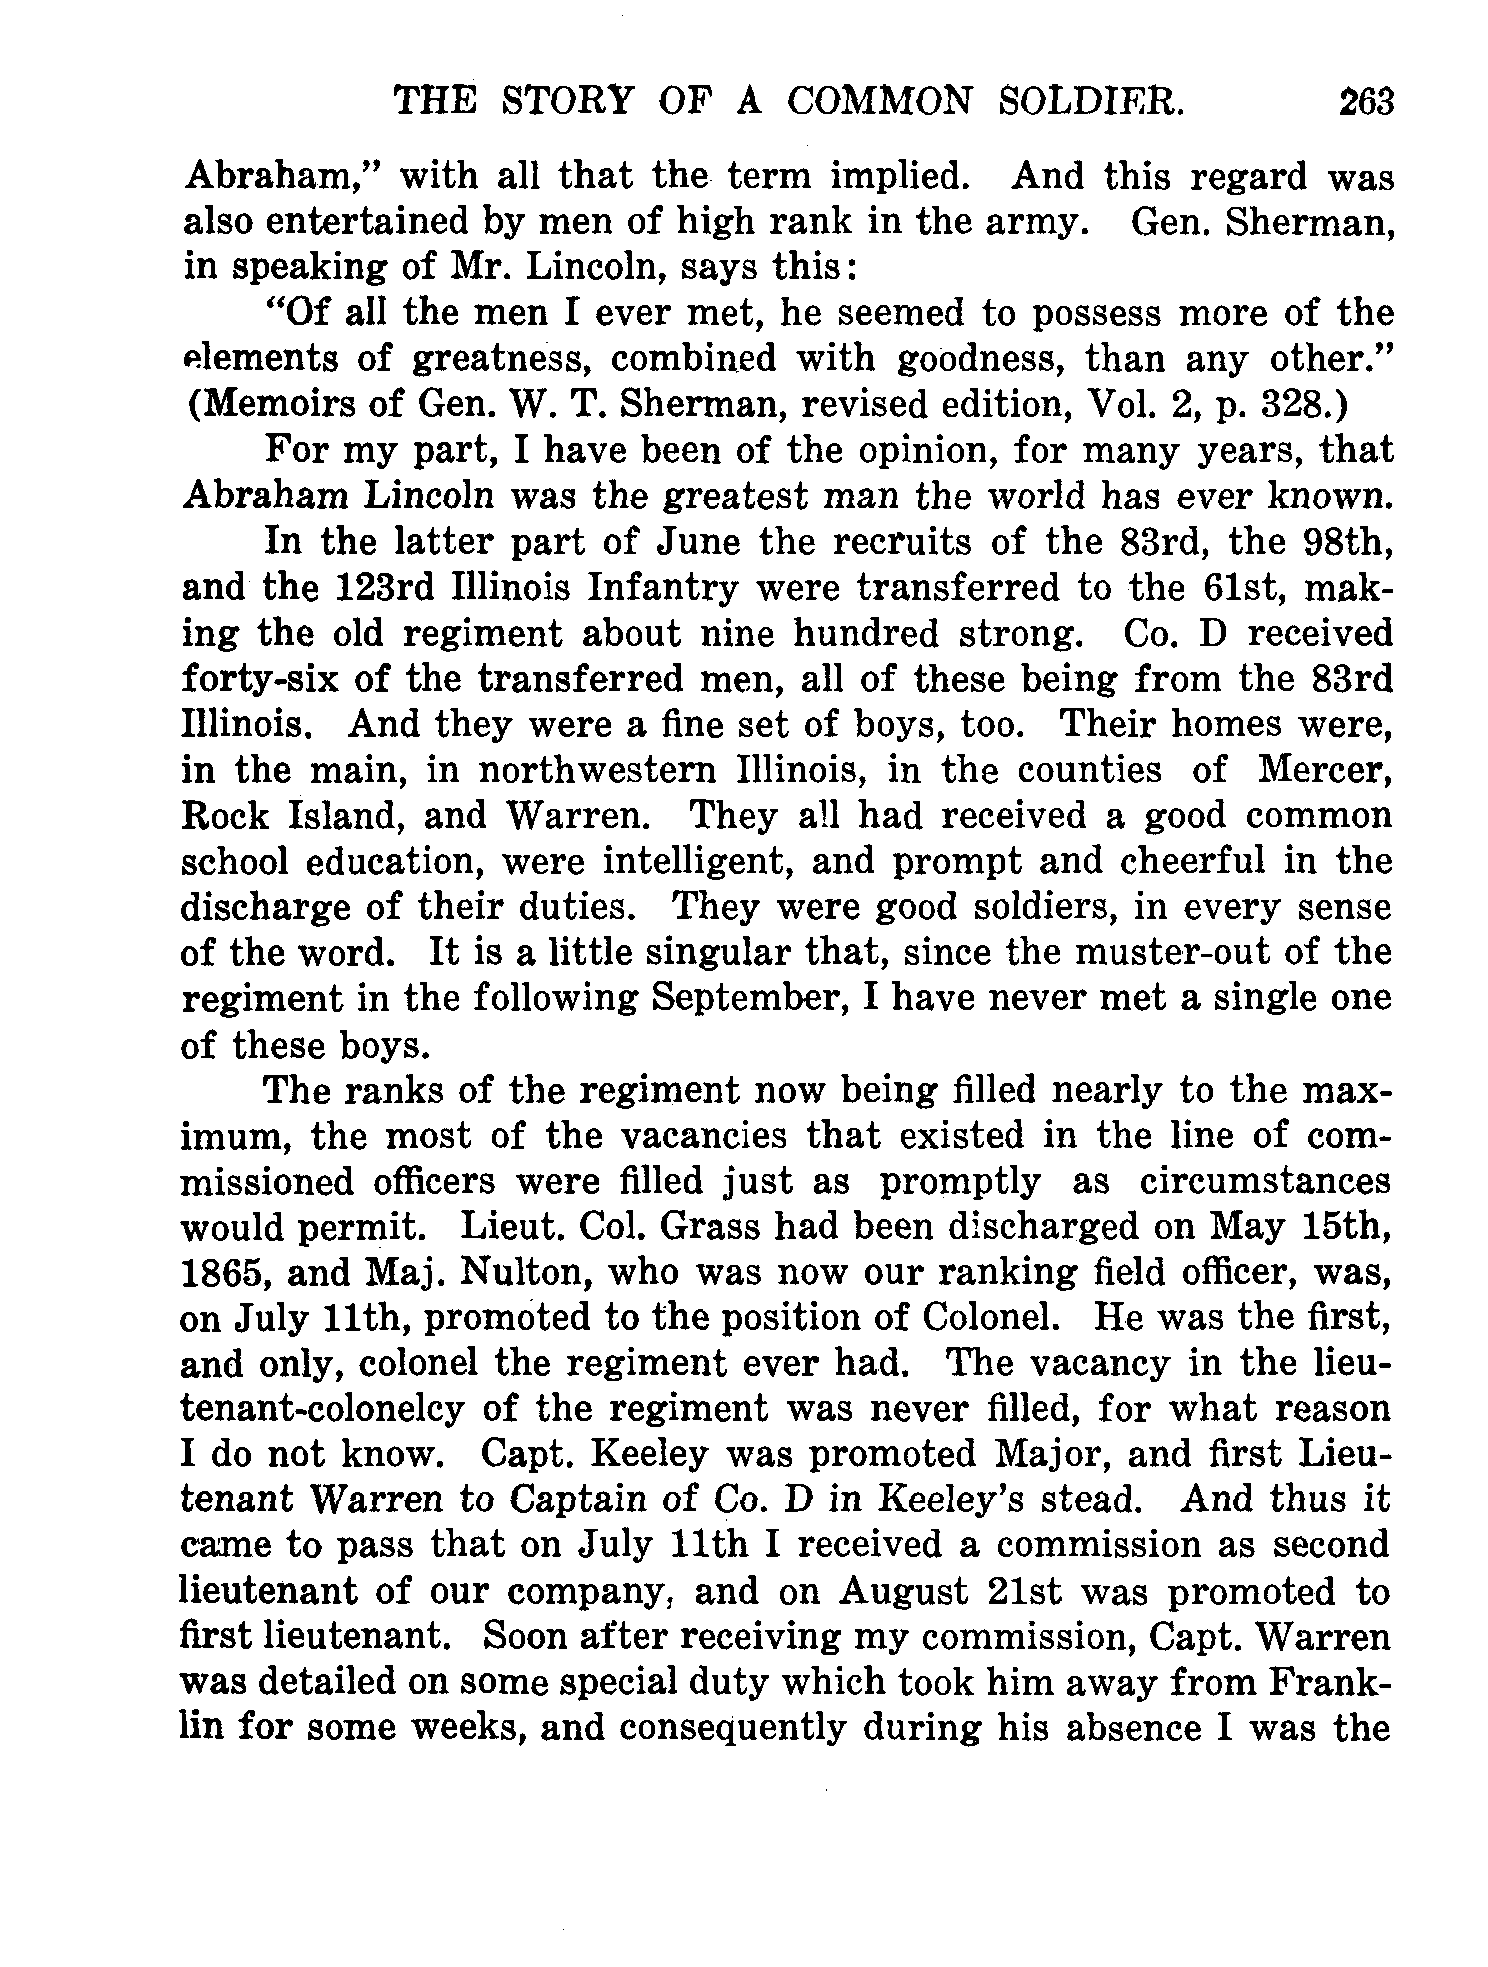 THE STORY OF A COMMON SOLDIER. 263
Abraham," with all that the term implied. And this regard was
also entertained by men of high rank in the army. Gen. Sherman,
in speaking of Mr. Lincoln, says this:
"Of all the men I ever met, he seemed to possess more of the
elements of greatness, combined with goodness, than any other."
(Memoirs of Gen. W. T. Sherman, revised edition, Vol. 2, p. 328.)
For my part, I have been of the opinion, for many years, that
Abraham Lincoln was the greatest man the world has ever known.
In the latter part of June the recruits of the 83rd, the 98th,
and the 123rd Illinois Infantry were transferred to the 61st, mak-
ing the old regiment about nine hundred strong. Co. D received
forty-six of the transferred men, all of these being from the 83rd
Illinois. And they were a fine set of boys, too. Their homes were,
in the main, in northwestern Illinois, in the counties of Mercer,
Rock Island, and Warren. They all had received a good common
school education, were intelligent, and prompt and cheerful in the
discharge of their duties. They were good soldiers, in every sense
of the word. It is a little singular that, since the muster-out of the
regiment in the following September, I have never met a single one
of these boys.
The ranks of the regiment now being filled nearly to the max-
imum, the most of the vacancies that existed in the line of com-
missioned officers were filled just as promptly as circumstances
would permit. Lieut. Col. Grass had been discharged on May 15th,
1865, and Maj. Nulton, who was now our ranking field officer, was,
on July 11th, promoted to the position of Colonel. He was the first,
and only, colonel the regiment ever had. The vacancy in the lieu-
tenant-colonelcy of the regiment was never filled, for what reason
I do not know. Capt. Keeley was promoted Major, and first Lieu-
tenant Warren to Captain of Co. D in Keeley's stead. And thus it
came to pass that on July 11th I received a commission as second
lieutenant of our company, and on August 21st was promoted to
first lieutenant. Soon after receiving my commission, Capt. Warren
was detailed on some special duty which took him away from Frank-
lin for some weeks, and consequently during his absence I was the